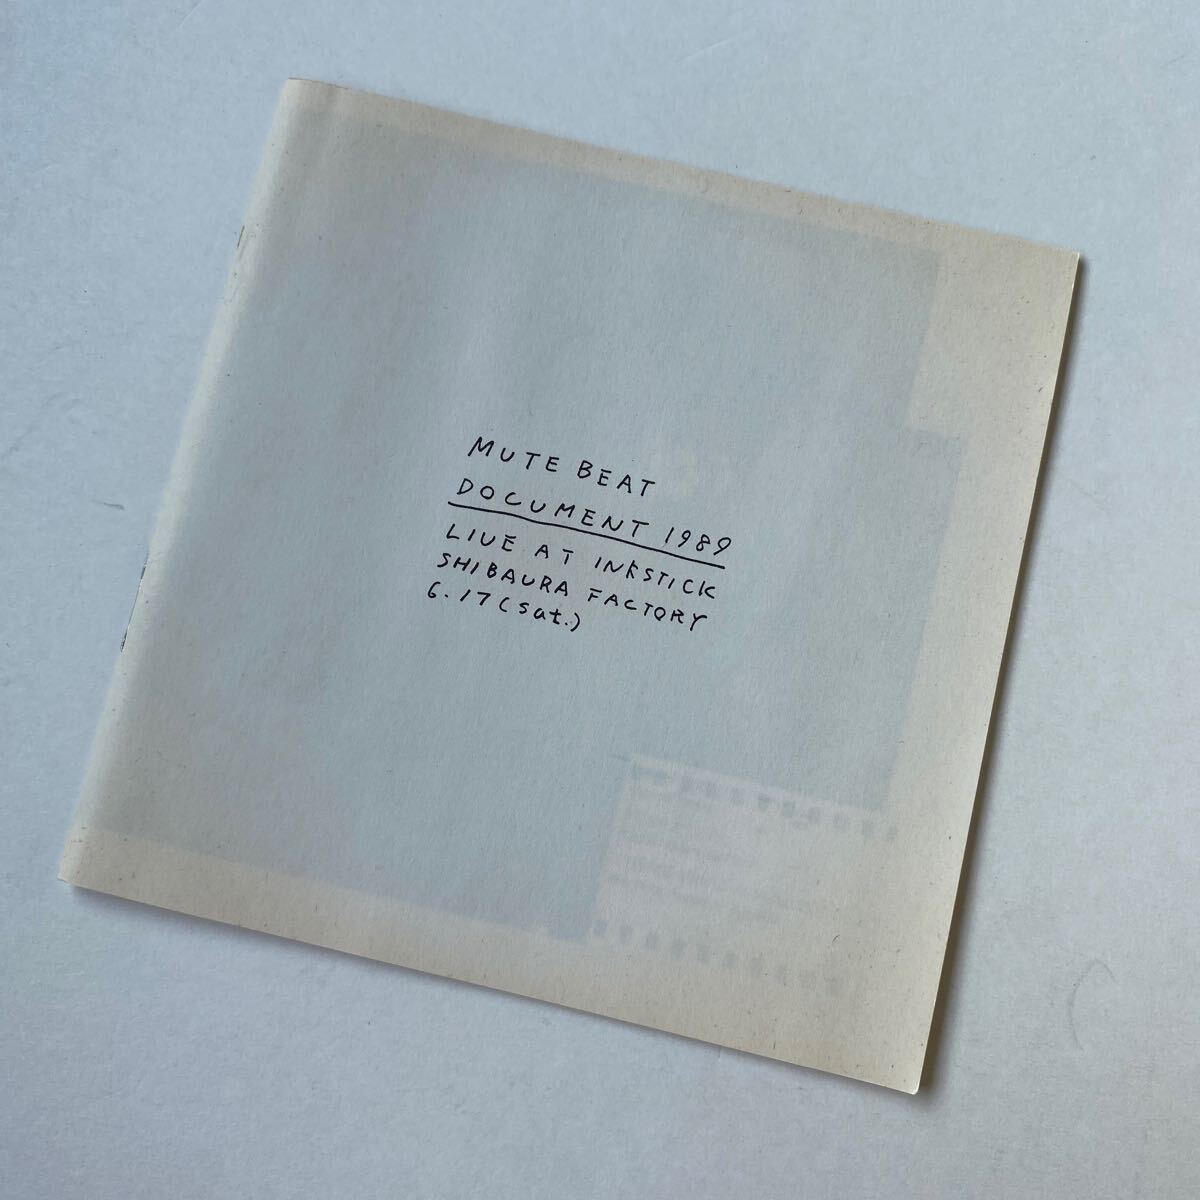 MUTE BEAT
DOCUMENT 1989
LIVE AT INKSTICK
SHIBAURA FACTORY
6.17(sat.)